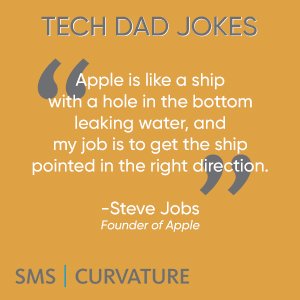 TECH DAD JOKES
“Apple is like a ship
with a hole in the bottom
leaking water, and
my job is to get the ship
pointed in the right direction.”
-Steve Jobs
Founder of Apple
SMS | CURVATURE